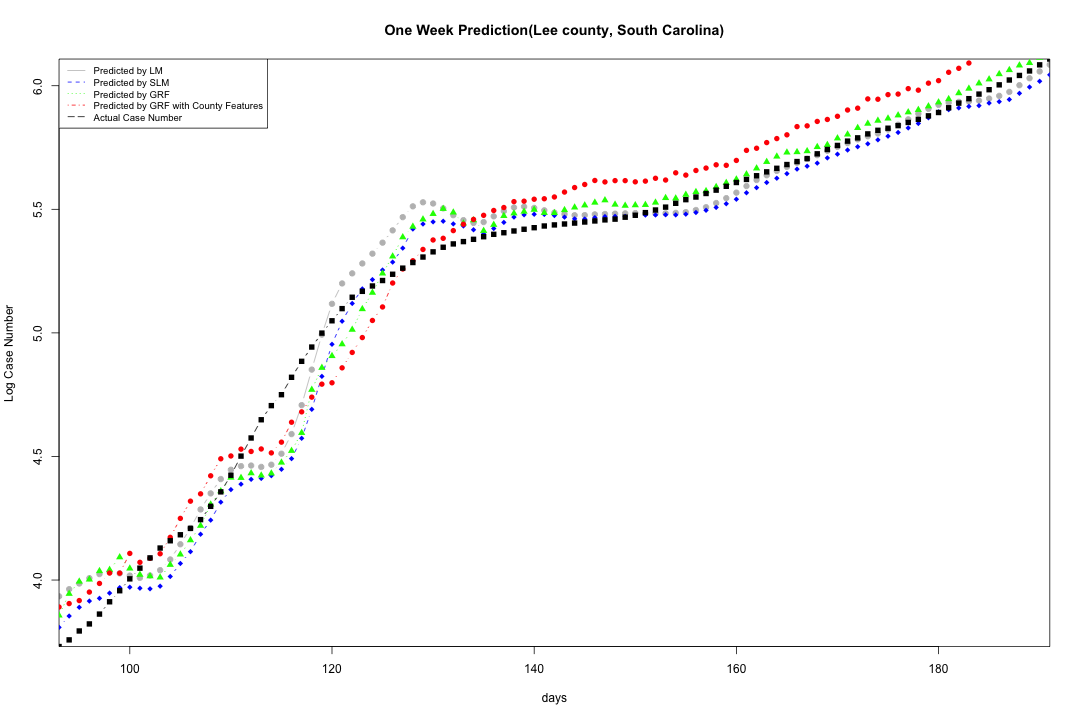 One Week Prediction(Lee county, South Carolina)
Predicted by LM
Predicted by SLM
Predicted by GRF
Predicted by GRF with County Features
Actual Case Number
6.0
5.5
5.0
4.5
4.0
Log Case Number
100 120 140 160 180
days